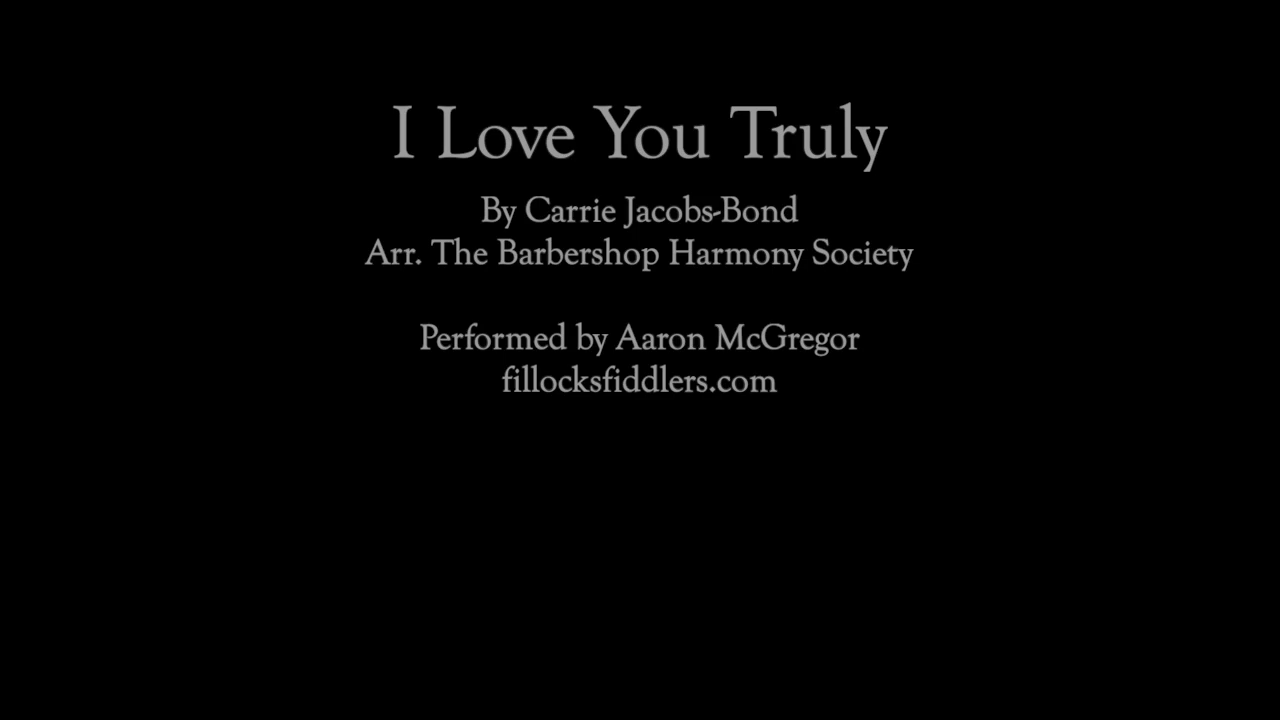 I Love You Truly
By Carrie Jacobs-Bond
Arr. The Barbershop Harmony Society
Performed by Aaron McGregor
fillocksfiddlers.com